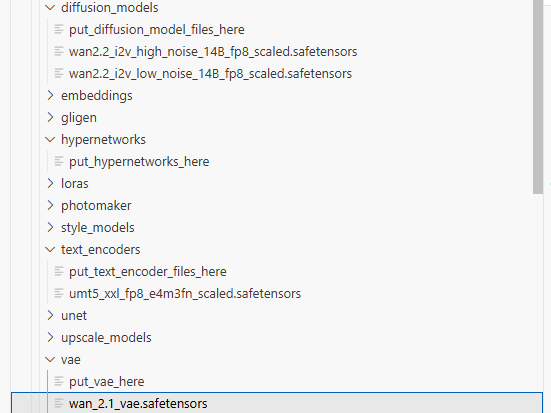 diffusion_models
put_diffusion_model_files_here
wan2.2_i2v_high_noise_14B_fp8_scaled.safetensors
wan2.2_i2v_low_noise_14B_fp8_scaled.safetensors
embeddings
gligen
hypernetworks
put_hypernetworks_here
loras
photomaker
style_models
text_encoders
put_text_encoder_files_here
umt5_xxl_fp8_e4m3fn_scaled.safetensors
unet
upscale_models
vae
put_vae_here
wan_2.1_vae.safetensors